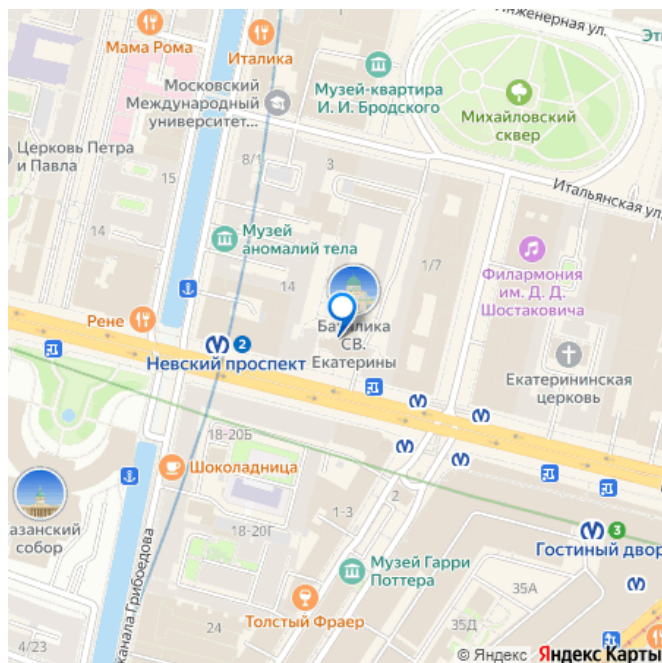 Инженерная ул.
Эт
Мама Рома
Италика
Музей-квартира
И. И. Бродского
Московский
Международный
университет...
Михайловский
сквер
Церковь Петра
и Павла
8/1
3
15
Итальянская ул.
14
Музей
аномалий тела
14
1/7
Филармония
им. Д. Д.
Шостаковича
Рене
Базилика
СВ.
Екатерины
2
Невский проспект
Екатерининская
церковь
18-20Б
Шоколадница
2
1-3
азанский
собор
18-20Г
3
Гостиный двор
канала Грибоедова
Музей Гарри
Поттера
35А
Толстый Фраер
24
35Д
4/23
© Яндекс Яндекс Карты